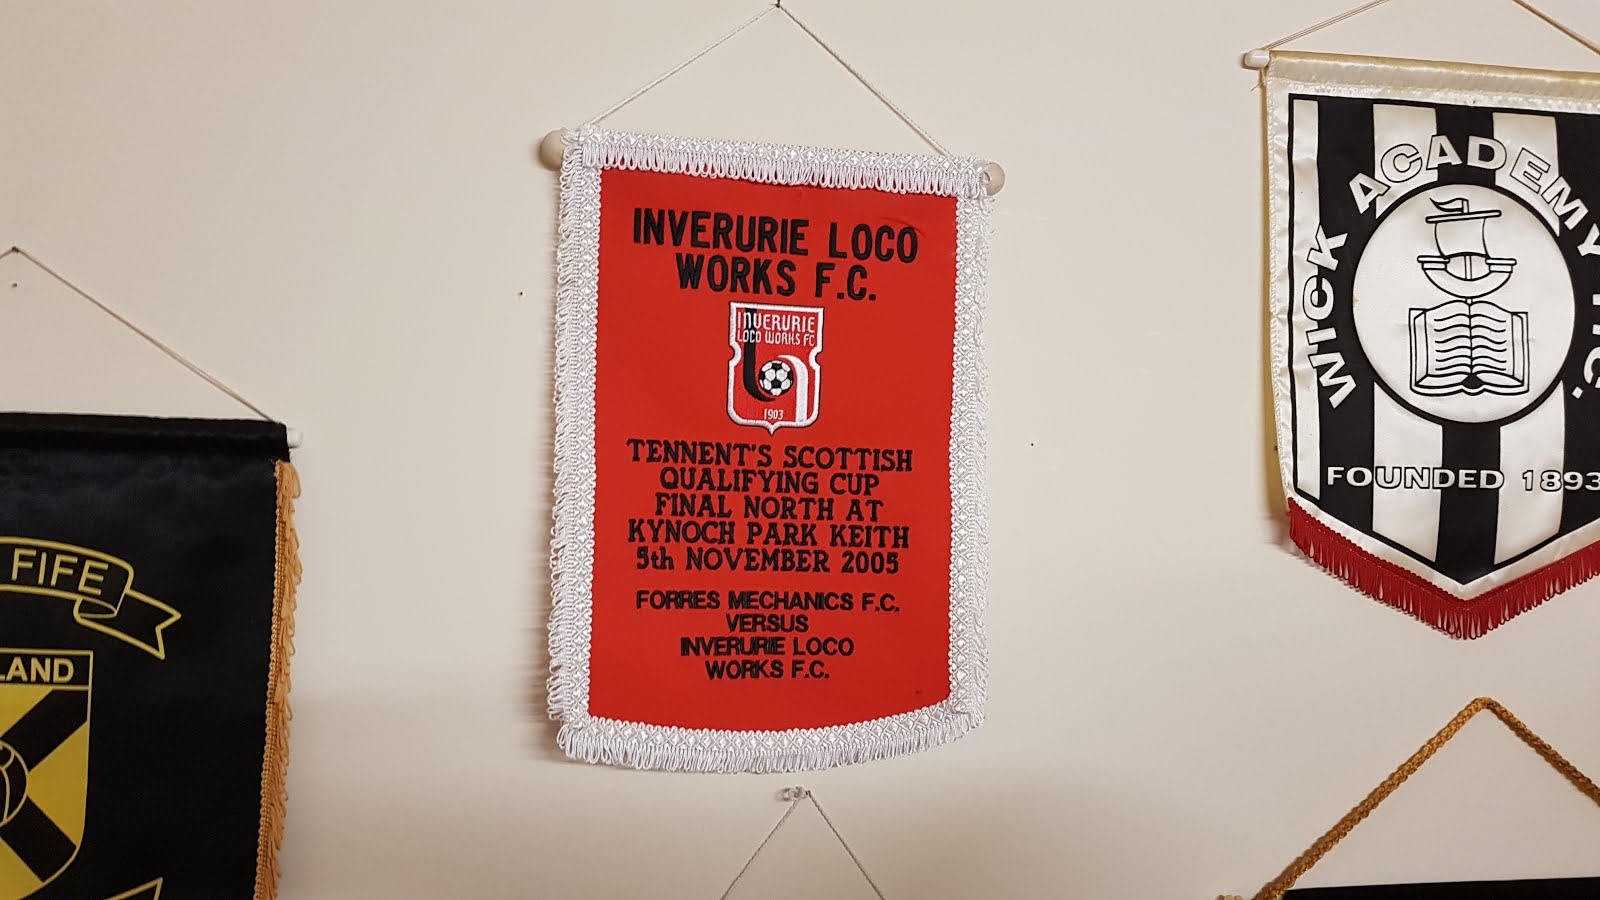 FIFE
LAND
INVERURIE LOCO
WORKS F.C.
INVERURIE
LOCO WORKS FC
1903
TENNENT'S SCOTTISH
QUALIFYING CUP
FINAL NORTH AT
KYNOCH PARK KEITH
5th NOVEMBER 2005
FORRES MECHANICS F.C.
VERSUS
INVERURIE LOCO
WORKS F.C.
WICK ACADEMY F.C.
FOUNDED 1893